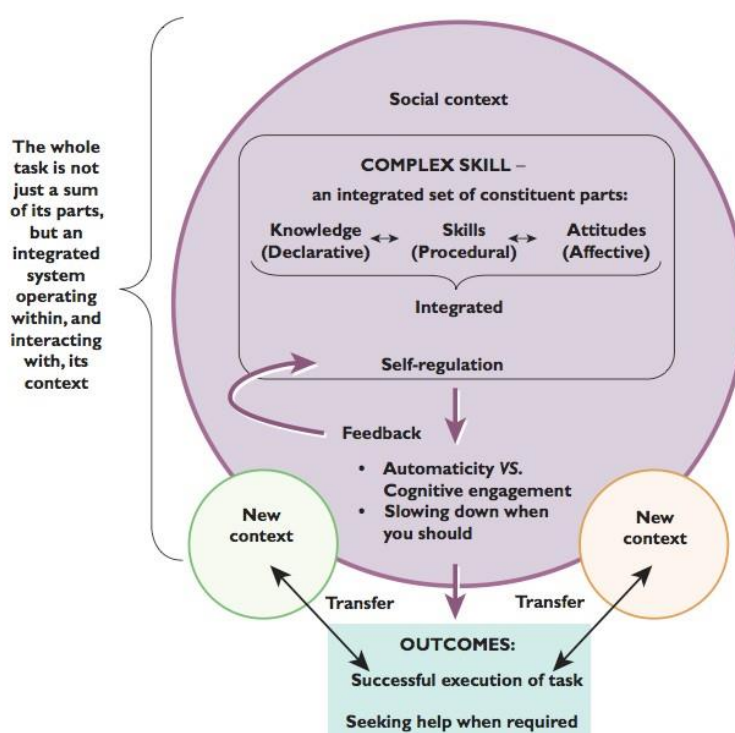 The whole
task is not
just a sum
of its parts,
but an
integrated
system
operating
within, and
interacting
with, its
context
Social context
COMPLEX SKILL –
an integrated set of constituent parts:
Knowledge Skills Attitudes
(Declarative) (Procedural) (Affective)
Integrated
Self-regulation
Feedback
• Automaticity VS.
Cognitive engagement
• Slowing down when
you should
New
context
New
context
Transfer
Transfer
OUTCOMES:
Successful execution of task
Seeking help when required